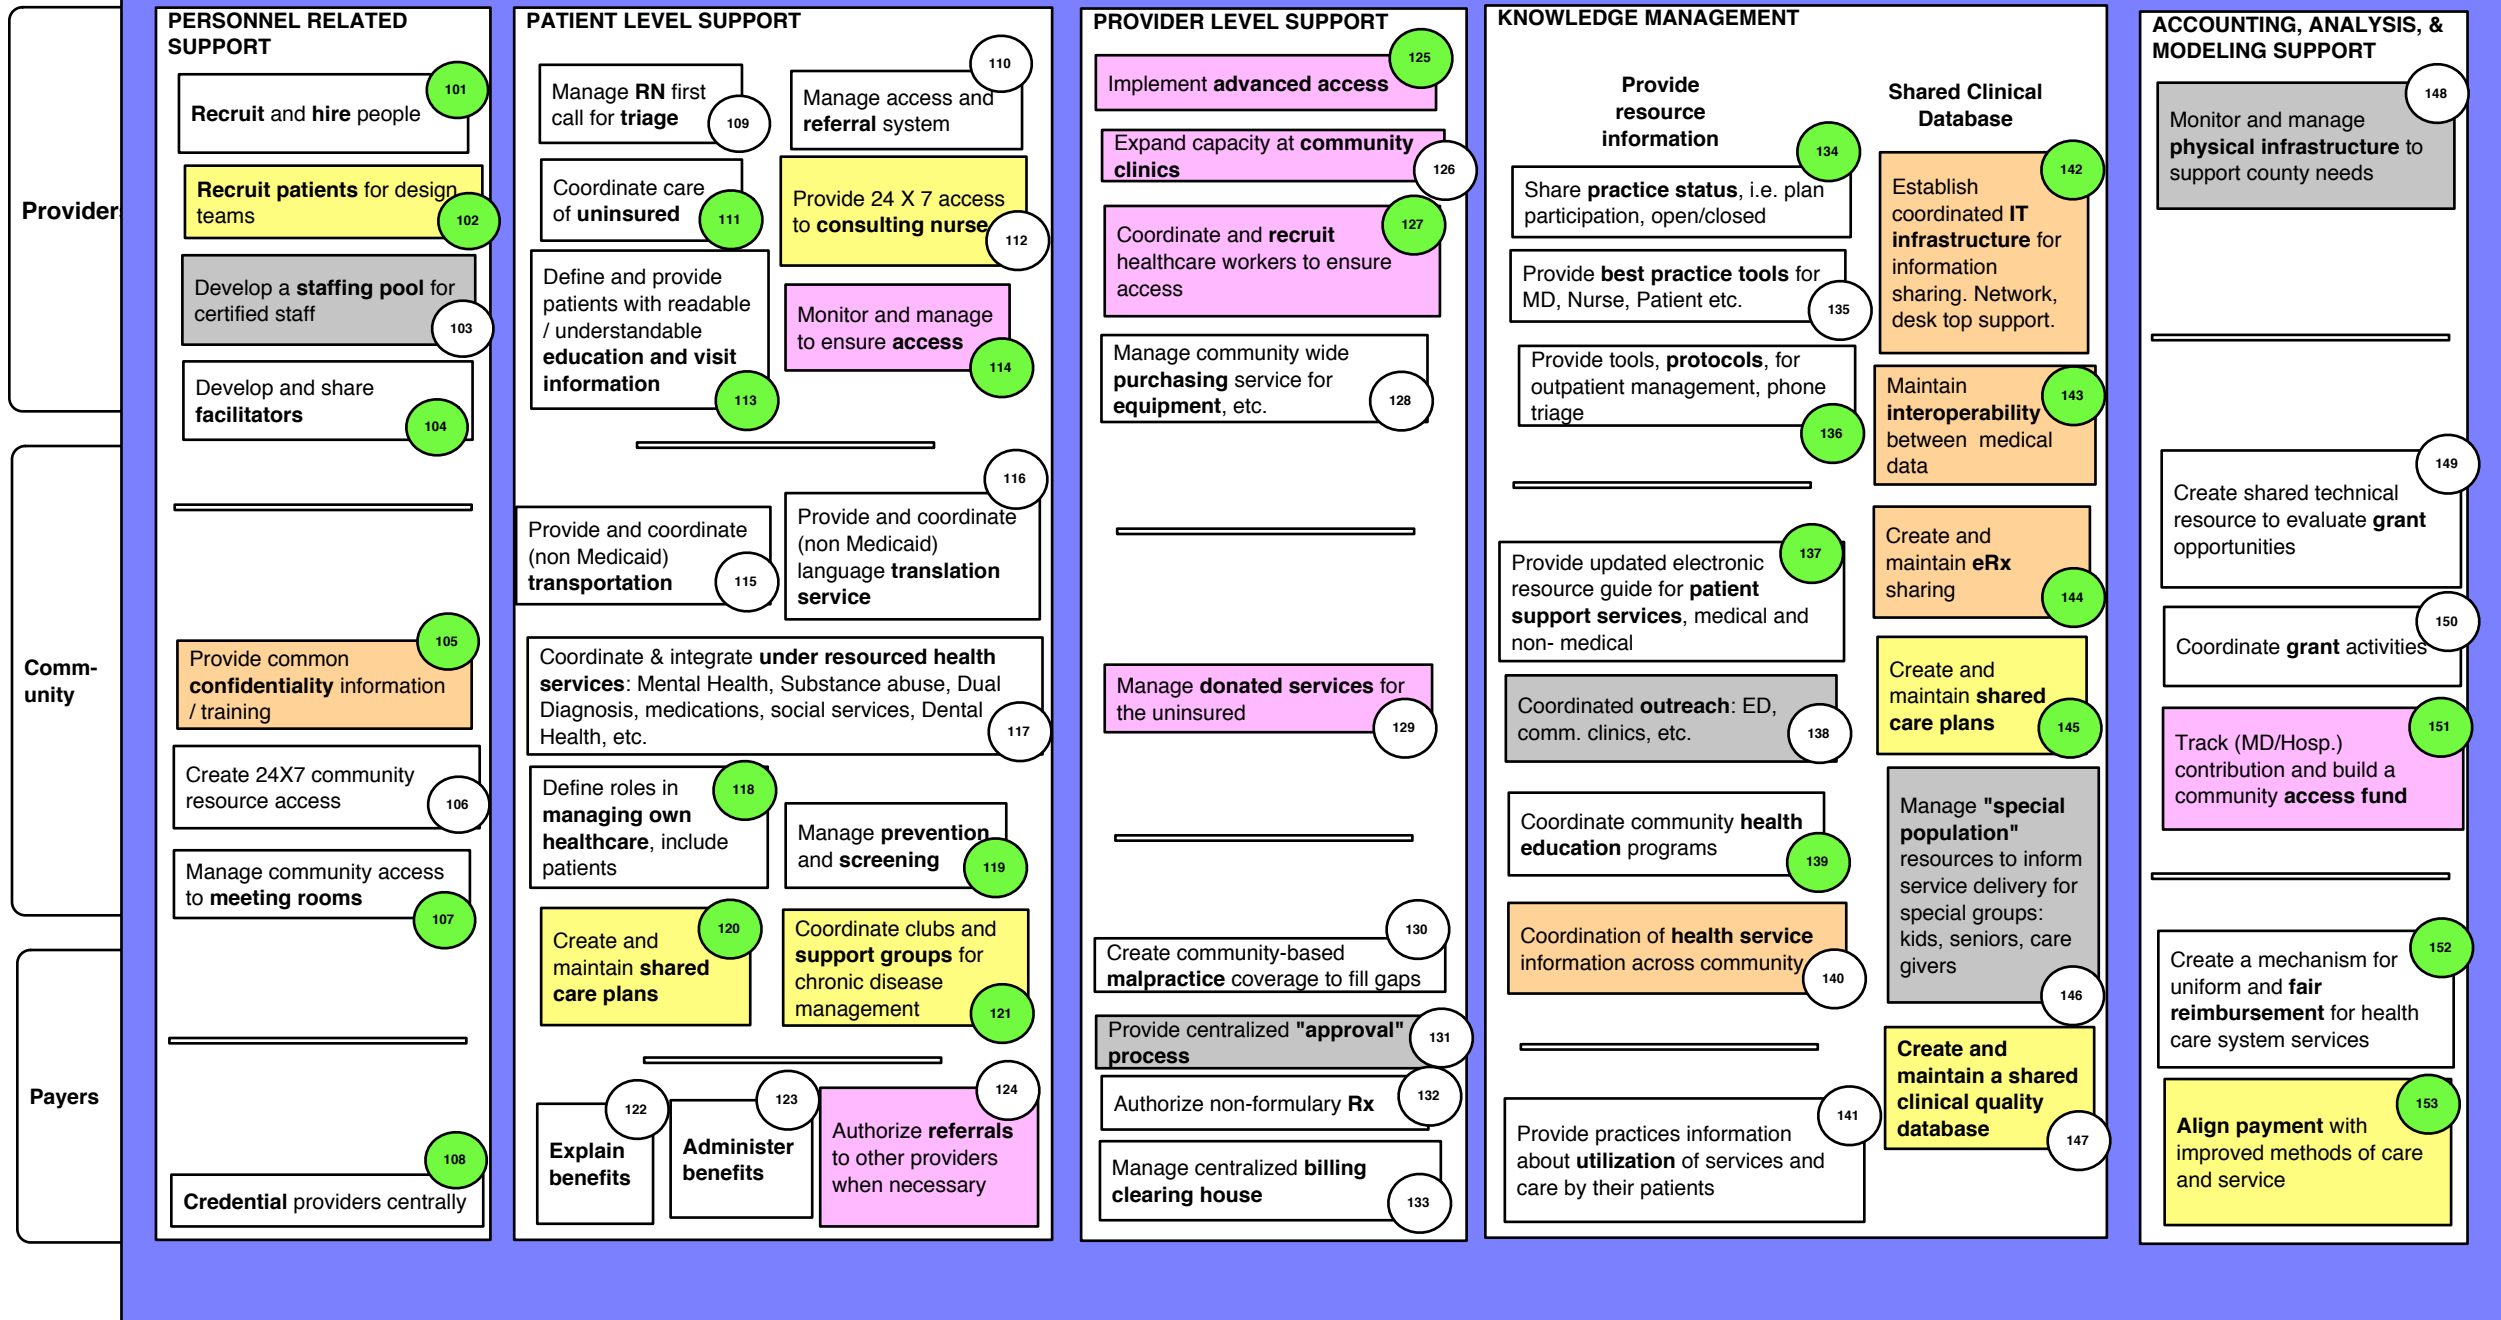 Provider
Comm-
unity
Payers
PERSONNEL RELATED
SUPPORT
101
Recruit and hire people
Recruit patients for design
teams
102
Develop a staffing pool for
certified staff
103
Develop and share
facilitators
104
105
Provide common
confidentiality information
/ training
Create 24X7 community
resource access
106
Manage community access
to meeting rooms
107
108
Credential providers centrally
PATIENT LEVEL SUPPORT
Manage RN first
call for triage
109
110
Manage access and
referral system
Coordinate care
of uninsured
111
Provide 24 X 7 access
to consulting nurse
112
Define and provide
patients with readable
/ understandable
education and visit
information
113
Monitor and manage
to ensure access
114
Provide and coordinate
(non Medicaid)
transportation
115
116
Provide and coordinate
(non Medicaid)
language translation
service
Coordinate & integrate under resourced health
services: Mental Health, Substance abuse, Dual
Diagnosis, medications, social services, Dental
Health, etc.
117
Define roles in
managing own
healthcare, include
patients
118
Manage prevention
and screening
119
120
Create and
maintain shared
care plans
Coordinate clubs and
support groups for
chronic disease
management
121
122
Explain
benefits
123
Administer
benefits
124
Authorize referrals
to other providers
when necessary
PROVIDER LEVEL SUPPORT
125
Implement advanced access
Expand capacity at community
clinics
126
127
Coordinate and recruit
healthcare workers to ensure
access
Manage community wide
purchasing service for
equipment, etc.
128
Manage donated services for
the uninsured
129
130
Create community-based
malpractice coverage to fill gaps
Provide centralized "approval"
process
131
Authorize non-formulary Rx
132
Manage centralized billing
clearing house
133
KNOWLEDGE MANAGEMENT
Provide
resource
information
134
Share practice status, i.e. plan
participation, open/closed
Provide best practice tools for
MD, Nurse, Patient etc.
135
Provide tools, protocols, for
outpatient management, phone
triage
136
137
Provide updated electronic
resource guide for patient
support services, medical and
non- medical
Coordinated outreach: ED,
comm. clinics, etc.
138
Coordinate community health
education programs
139
Coordination of health service
information across community
140
141
Provide practices information
about utilization of services and
care by their patients
Shared Clinical
Database
142
Establish
coordinated IT
infrastructure for
information
sharing. Network,
desk top support.
Maintain
interoperability
between medical
data
143
Create and
maintain eRx
sharing
144
Create and
maintain shared
care plans
145
Manage "special
population"
resources to inform
service delivery for
special groups:
kids, seniors, care
givers
146
Create and
maintain a shared
clinical quality
database
147
ACCOUNTING, ANALYSIS, &
MODELING SUPPORT
148
Monitor and manage
physical infrastructure to
support county needs
149
Create shared technical
resource to evaluate grant
opportunities
150
Coordinate grant activities
151
Track (MD/Hosp.)
contribution and build a
community access fund
152
Create a mechanism for
uniform and fair
reimbursement for health
care system services
153
Align payment with
improved methods of care
and service